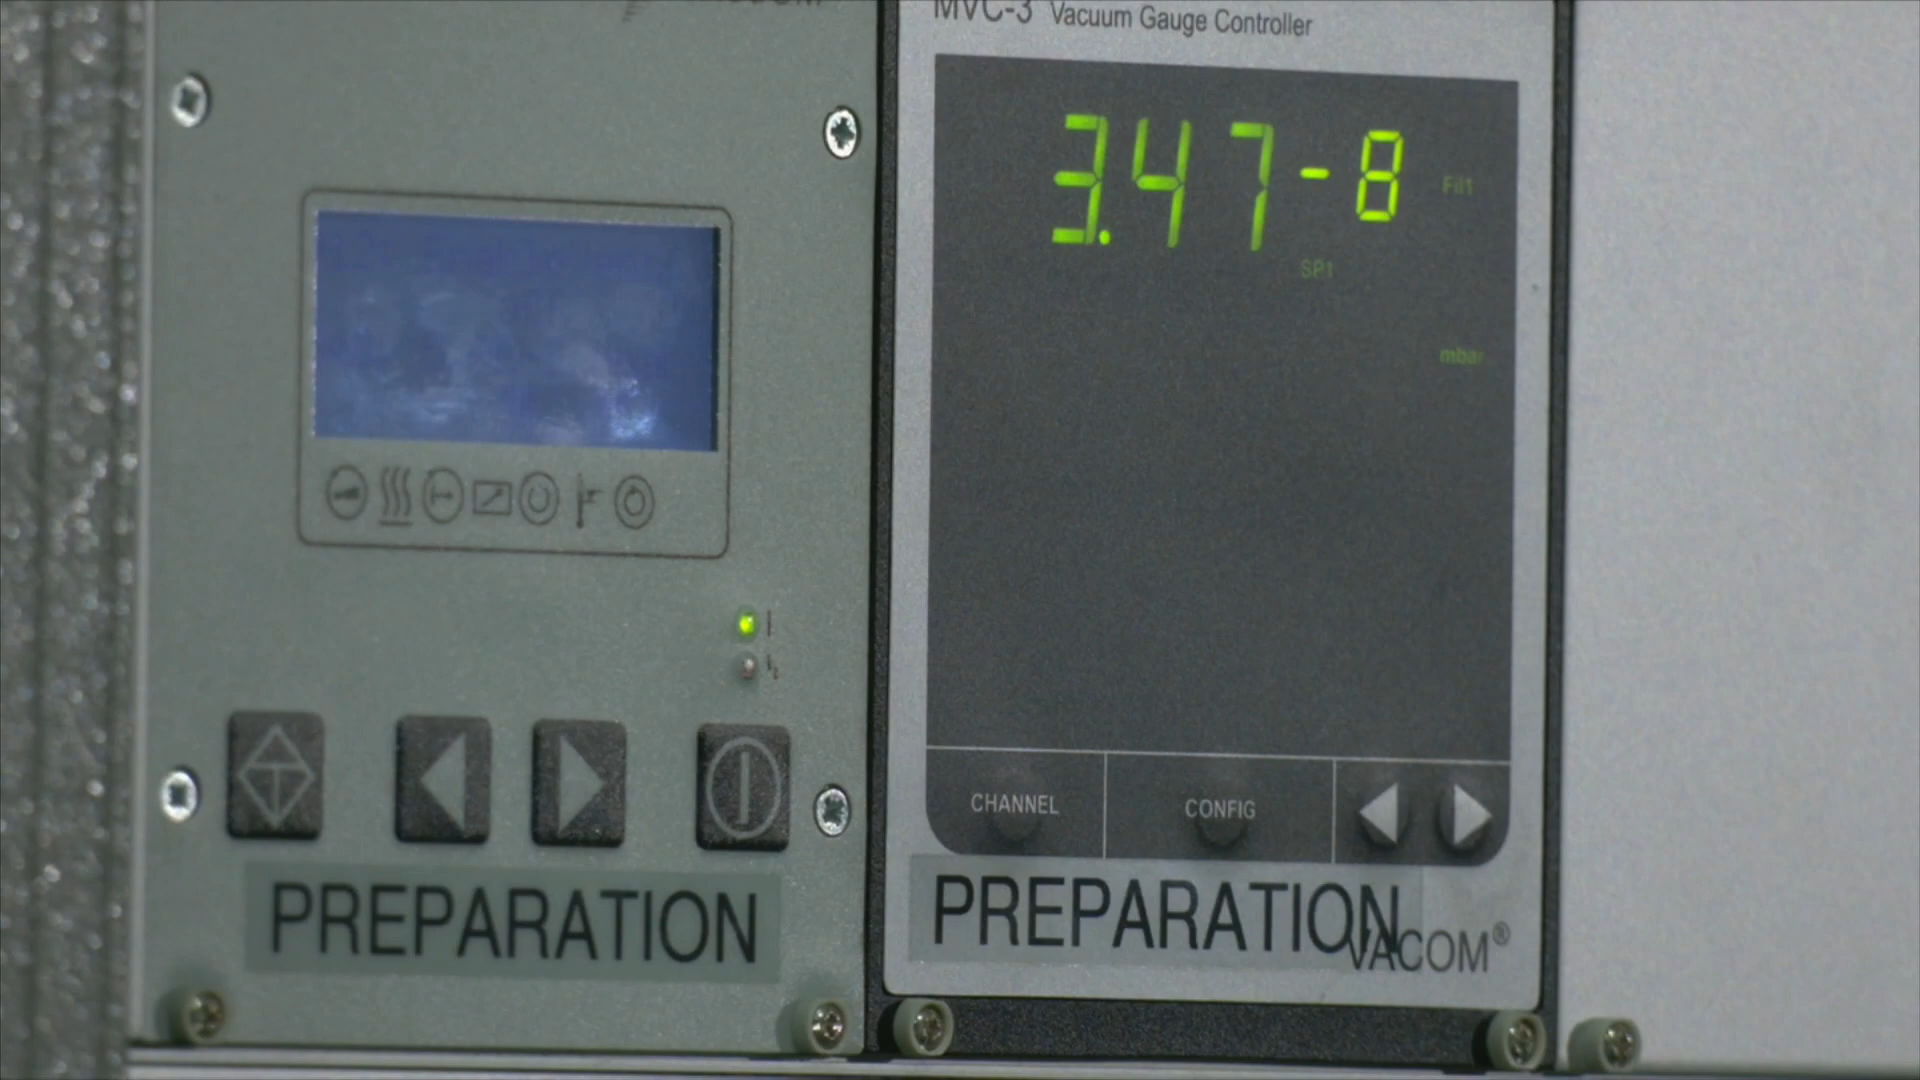 MVC-3 Vacuum Gauge Controller
3.47-8
Fil1
SP1
mbar
CHANNEL
CONFIG
PREPARATION
PREPARATION
VACOM®